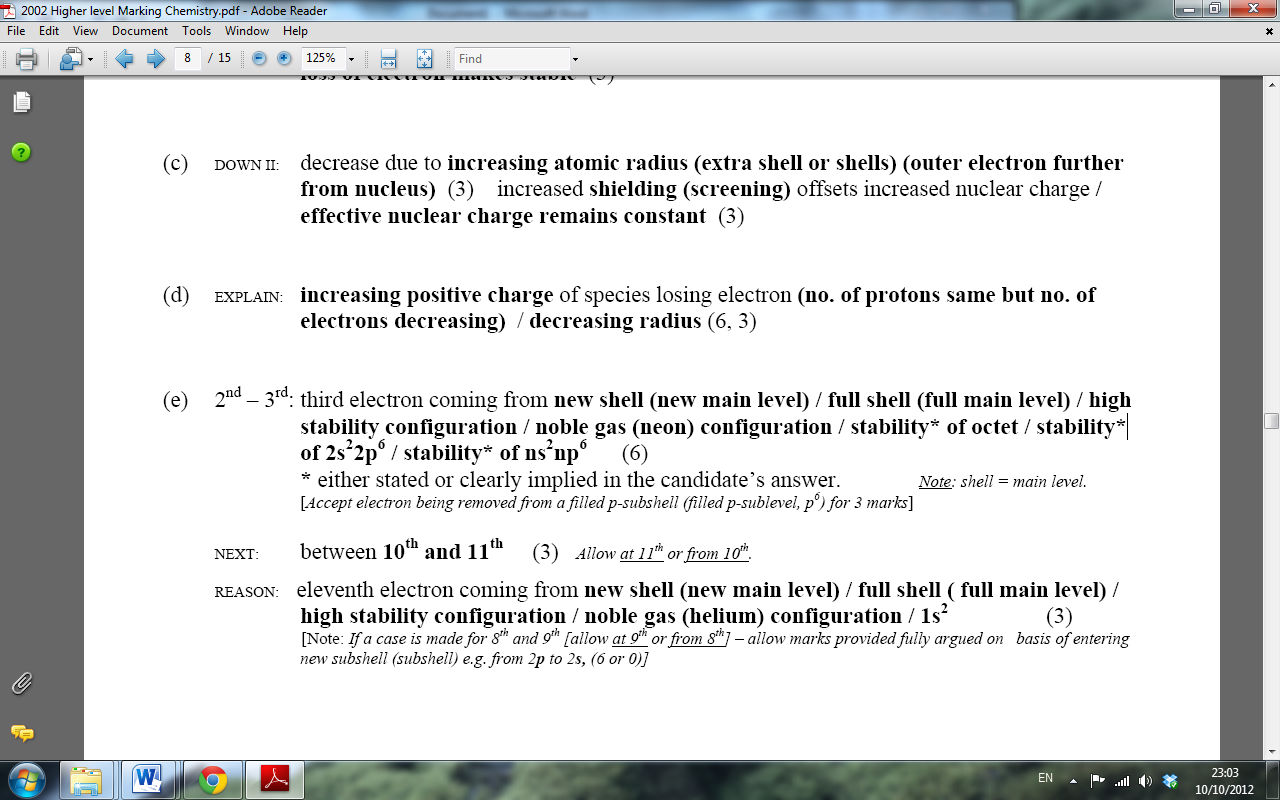 2002 Higher level Marking Chemistry.pdf - Adobe Reader
File Edit View Document Tools Window Help
8 / 15 125% Find
loss of electron makes stable (3)
(c) DOWN II: decrease due to increasing atomic radius (extra shell or shells) (outer electron further
from nucleus) (3) increased shielding (screening) offsets increased nuclear charge /
effective nuclear charge remains constant (3)
(d) EXPLAIN: increasing positive charge of species losing electron (no. of protons same but no. of
electrons decreasing) / decreasing radius (6, 3)
(e) 2nd – 3rd: third electron coming from new shell (new main level) / full shell (full main level) / high
stability configuration / noble gas (neon) configuration / stability* of octet / stability*
of 2s²2p⁶ / stability* of ns²np⁶ (6)
* either stated or clearly implied in the candidate’s answer. Note: shell = main level.
[Accept electron being removed from a filled p-subshell (filled p-sublevel, p⁶) for 3 marks]
NEXT: between 10th and 11th (3) Allow at 11th or from 10th.
REASON: eleventh electron coming from new shell (new main level) / full shell ( full main level) /
high stability configuration / noble gas (helium) configuration / 1s² (3)
[Note: If a case is made for 8th and 9th [allow at 9th or from 8th] – allow marks provided fully argued on basis of entering
new subshell (subshell) e.g. from 2p to 2s, (6 or 0)]
EN 23:03
10/10/2012